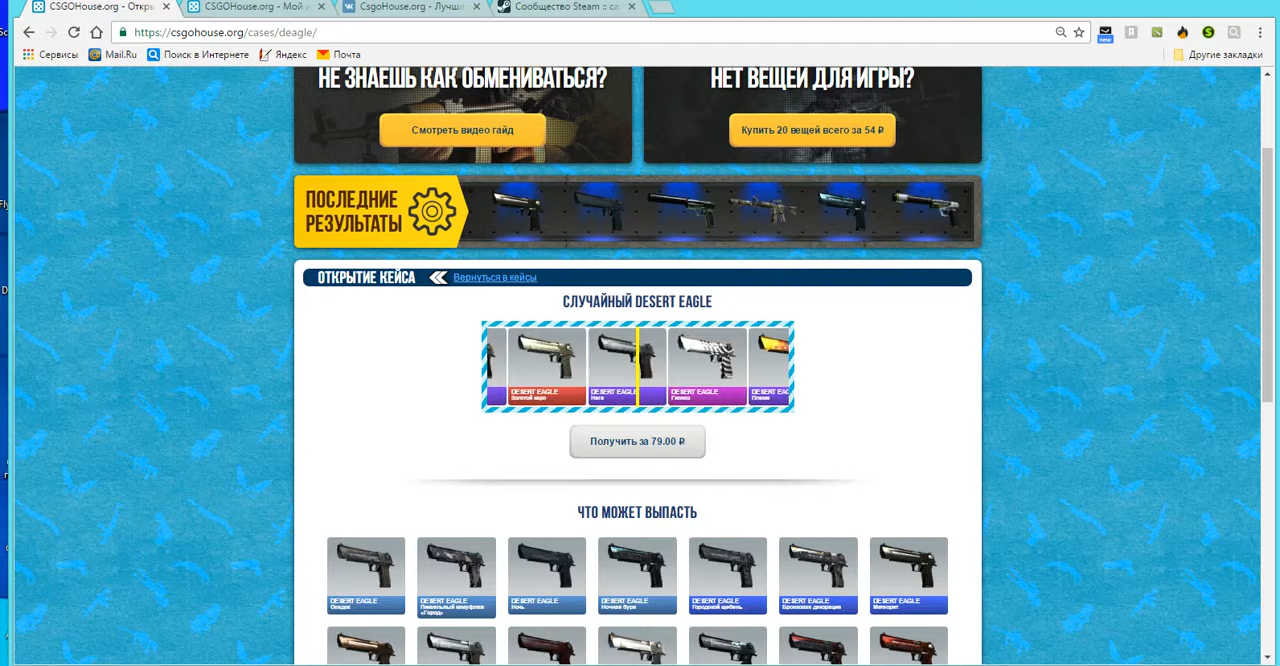 CSGOHouse.org - Откры
CSGOHouse.org - Мой и
CsgoHouse.org - Лучши
Сообщество Steam :: са
https://csgohouse.org/cases/deagle/
new
Сервисы
Mail.Ru
Поиск в Интернете
Яндекс
Почта
Другие закладки
НЕ ЗНАЕШЬ КАК ОБМЕНИВАТЬСЯ?
НЕТ ВЕЩЕЙ ДЛЯ ИГРЫ?
Смотреть видео гайд
Купить 20 вещей всего за 54 ₽
ПОСЛЕДНИЕ
РЕЗУЛЬТАТЫ
ОТКРЫТИЕ КЕЙСА
Вернуться в кейсы
СЛУЧАЙНЫЙ DESERT EAGLE
DESERT EAGLE
Золотой карп
DESERT EAGLE
Нага
DESERT EAGLE
Гипноз
DESERT EAG
Пламя
Получить за 79.00 ₽
ЧТО МОЖЕТ ВЫПАСТЬ
DESERT EAGLE
Осадок
DESERT EAGLE
Пиксельный камуфляж
«Город»
DESERT EAGLE
Ночь
DESERT EAGLE
Ночная буря
DESERT EAGLE
Городской щебень
DESERT EAGLE
Бронзовая декорация
DESERT EAGLE
Метеорит